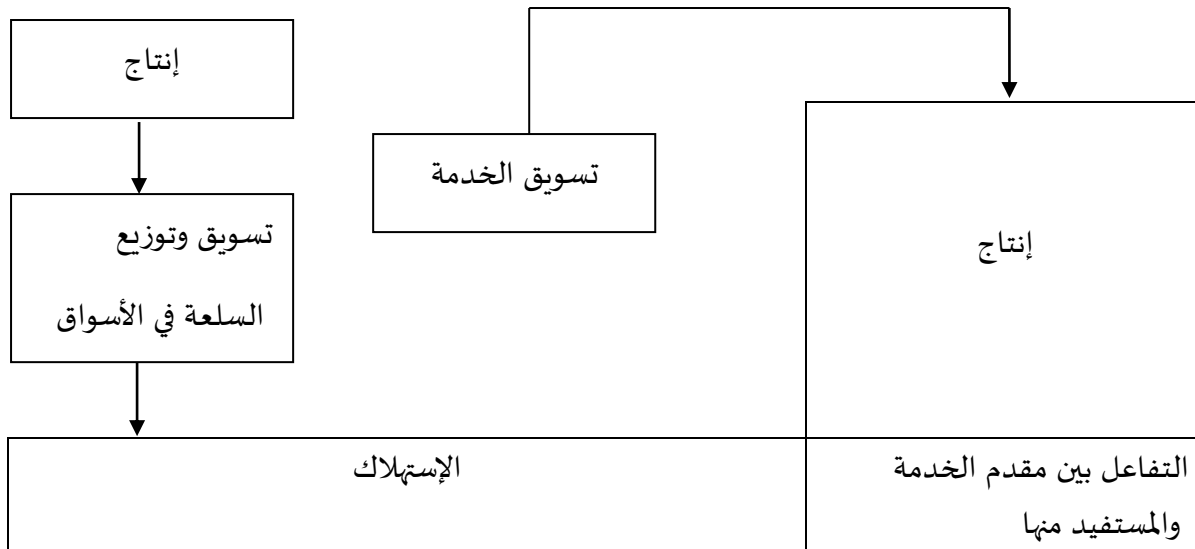 إنتاج
تسويق الخدمة
إنتاج
تسويق وتوزيع
السلعة في الأسواق
الإستهلاك
التفاعل بين مقدم الخدمة
والمستفيد منها